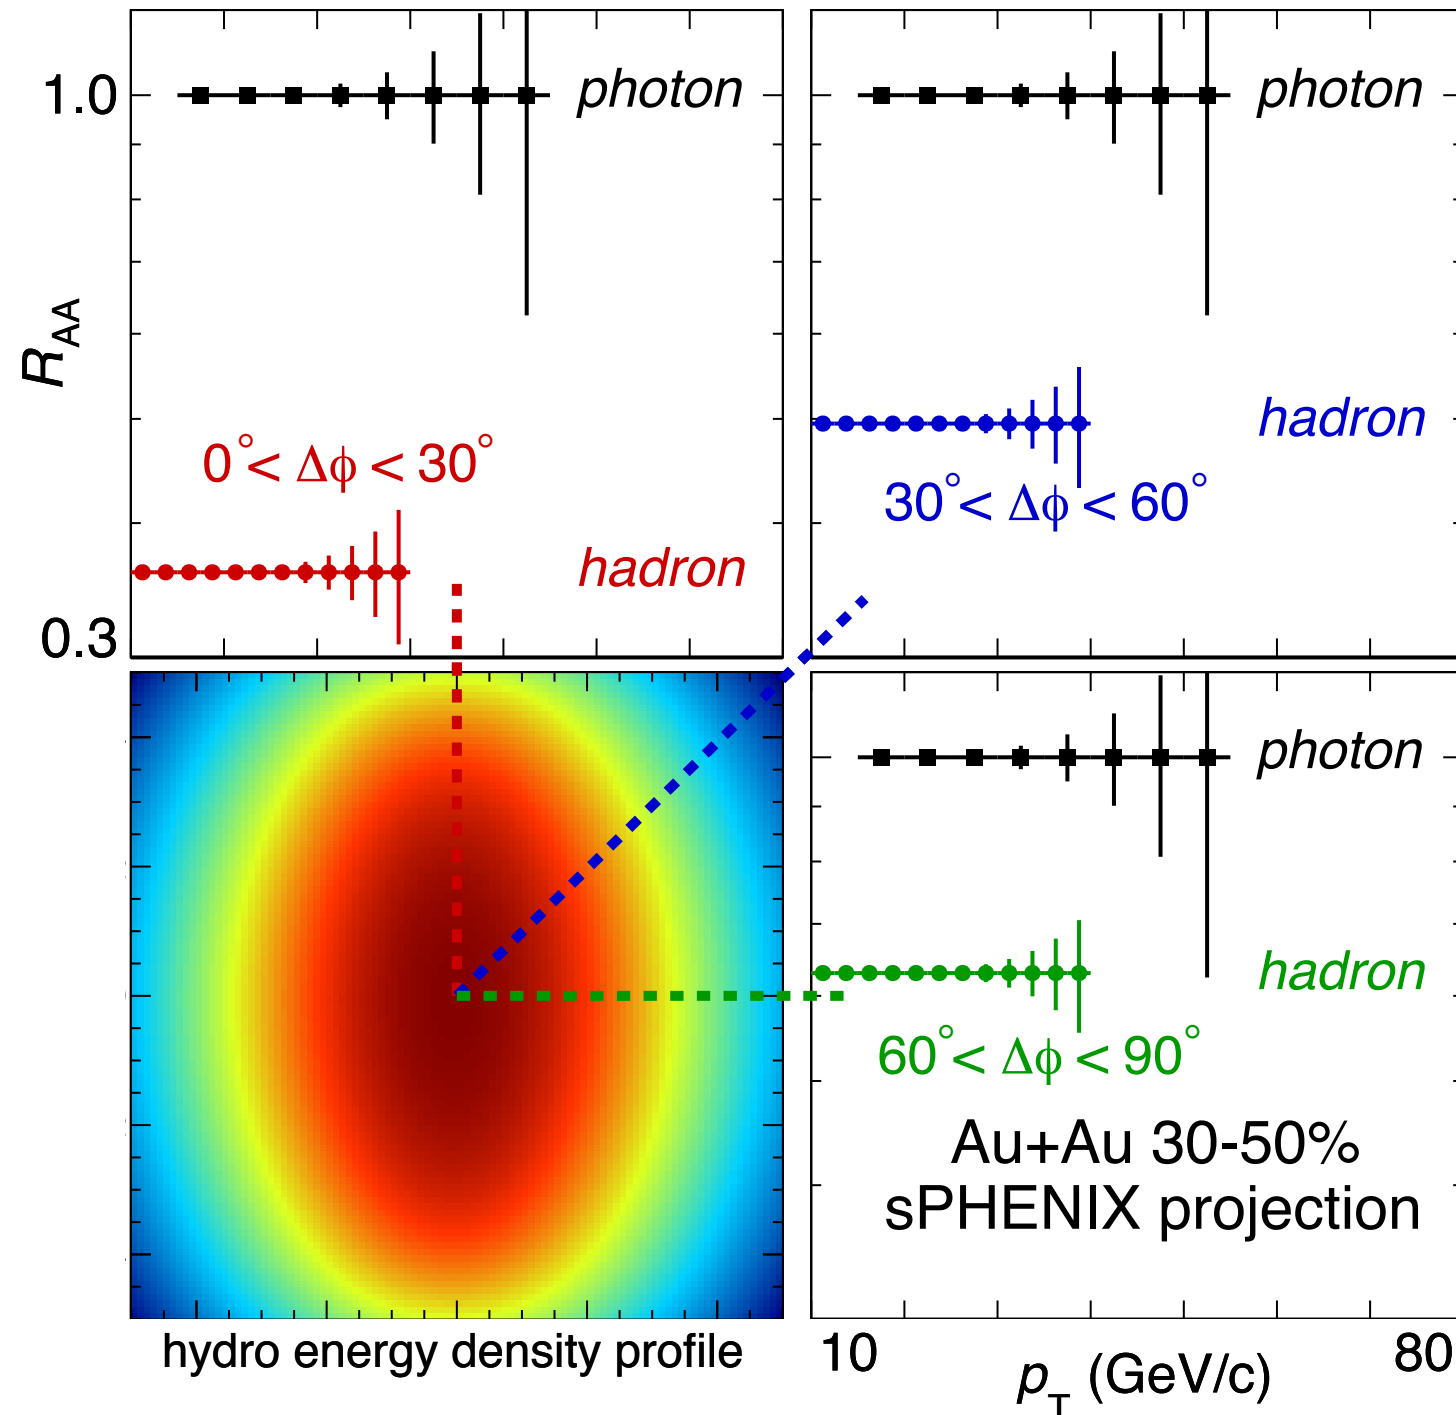 1.0
photon
photon
R_AA
0°< Δϕ < 30°
hadron
hadron
30°< Δϕ < 60°
0.3
photon
hadron
60°< Δϕ < 90°
Au+Au 30-50%
sPHENIX projection
hydro energy density profile
10
80
p_T (GeV/c)